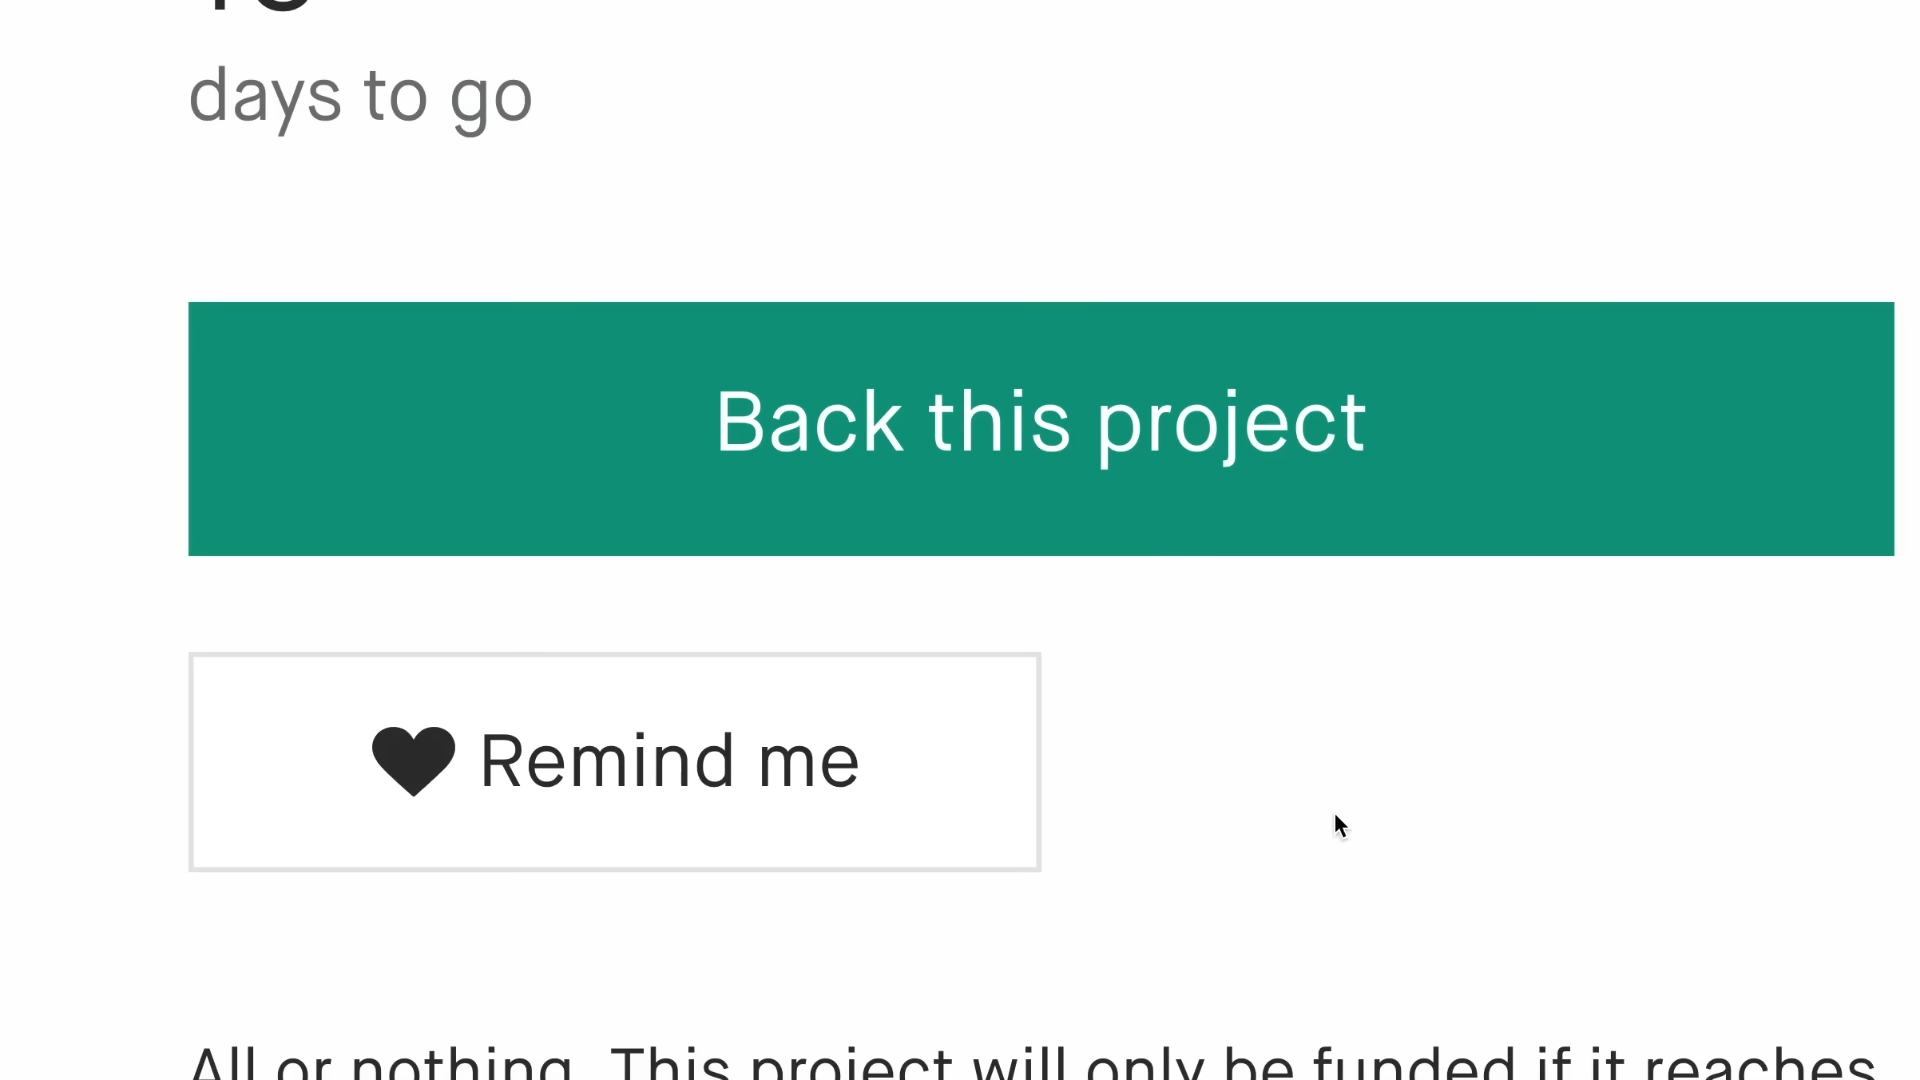 days to go
Back this project
Remind me
All or nothing. This project will only be funded if it reaches